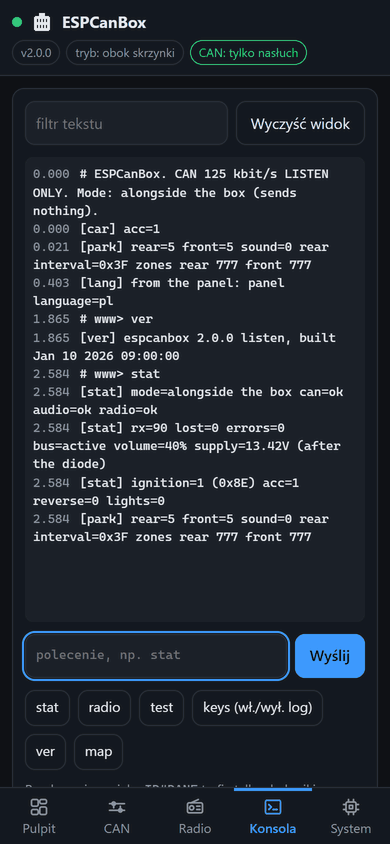 ESPCanBox
v2.0.0
tryb: obok skrzynki
CAN: tylko nasłuch
filtr tekstu
Wyczyść widok
0.000 # ESPCanBox. CAN 125 kbit/s LISTEN
ONLY. Mode: alongside the box (sends
nothing).
0.000 [car] acc=1
0.021 [park] rear=5 front=5 sound=0 rear
interval=0x3F zones rear 777 front 777
0.403 [lang] from the panel: panel
language=pl
1.865 # www> ver
1.865 [ver] espcanbox 2.0.0 listen, built
Jan 10 2026 09:00:00
2.584 # www> stat
2.584 [stat] mode=alongside the box can=ok
audio=ok radio=ok
2.584 [stat] rx=90 lost=0 errors=0
bus=active volume=40% supply=13.42V (after
the diode)
2.584 [stat] ignition=1 (0x8E) acc=1
reverse=0 lights=0
2.584 [park] rear=5 front=5 sound=0 rear
interval=0x3F zones rear 777 front 777
polecenie, np. stat
Wyślij
stat
radio
test
keys (wł./wył. log)
ver
map
Pulpit
CAN
Radio
Konsola
System